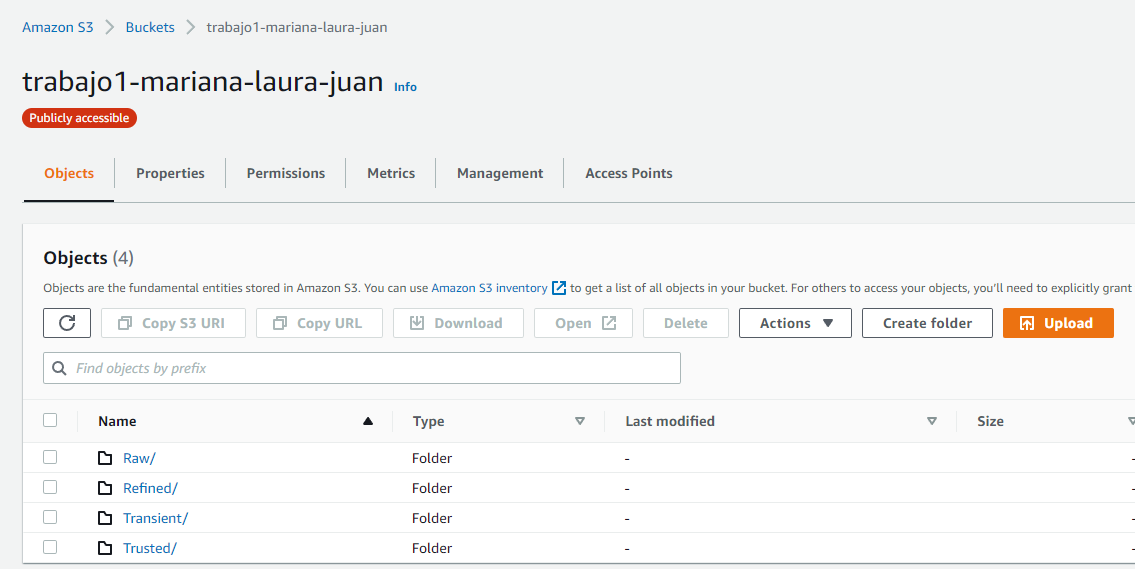 Amazon S3 > Buckets > trabajo1-mariana-laura-juan
trabajo1-mariana-laura-juan Info
Publicly accessible
Objects Properties Permissions Metrics Management Access Points
Objects (4)
Objects are the fundamental entities stored in Amazon S3. You can use Amazon S3 inventory to get a list of all objects in your bucket. For others to access your objects, you'll need to explicitly grant
Copy S3 URI Copy URL Download Open Delete Actions Create folder Upload
Find objects by prefix
Name Type Last modified Size
Raw/ Folder - -
Refined/ Folder - -
Transient/ Folder - -
Trusted/ Folder - -